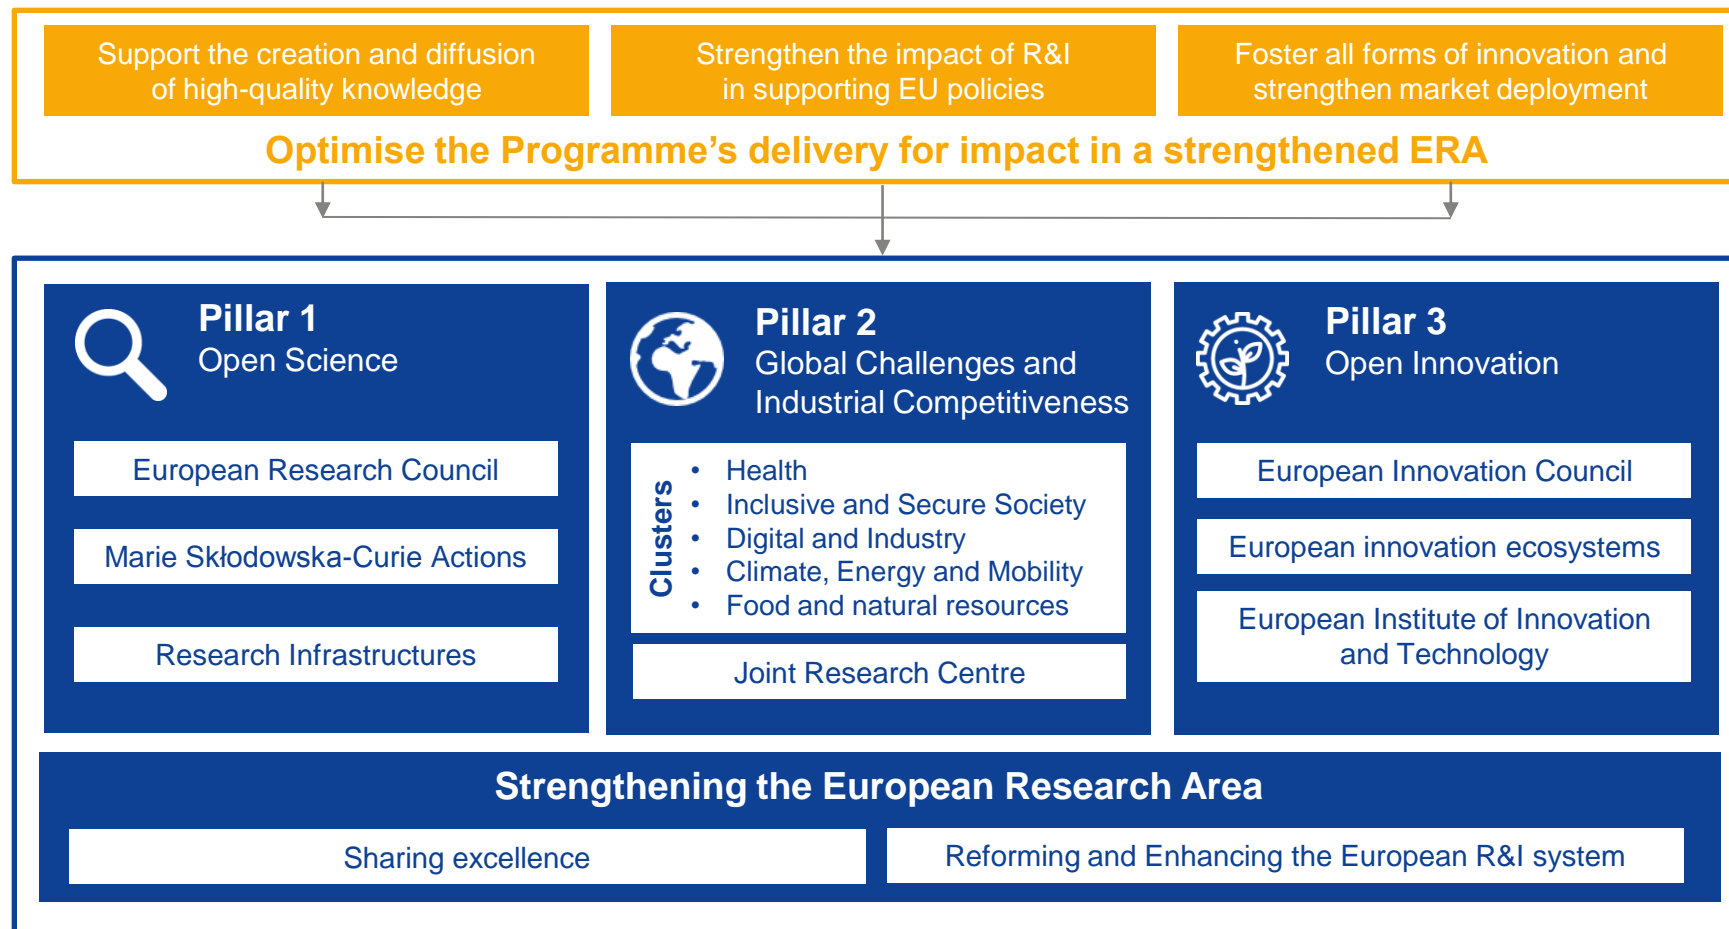 Support the creation and diffusion
of high-quality knowledge
Strengthen the impact of R&I
in supporting EU policies
Foster all forms of innovation and
strengthen market deployment
Optimise the Programme’s delivery for impact in a strengthened ERA
Pillar 1
Open Science
European Research Council
Marie Skłodowska-Curie Actions
Research Infrastructures
Pillar 2
Global Challenges and
Industrial Competitiveness
Clusters
• Health
• Inclusive and Secure Society
• Digital and Industry
• Climate, Energy and Mobility
• Food and natural resources
Joint Research Centre
Pillar 3
Open Innovation
European Innovation Council
European innovation ecosystems
European Institute of Innovation
and Technology
Strengthening the European Research Area
Sharing excellence
Reforming and Enhancing the European R&I system